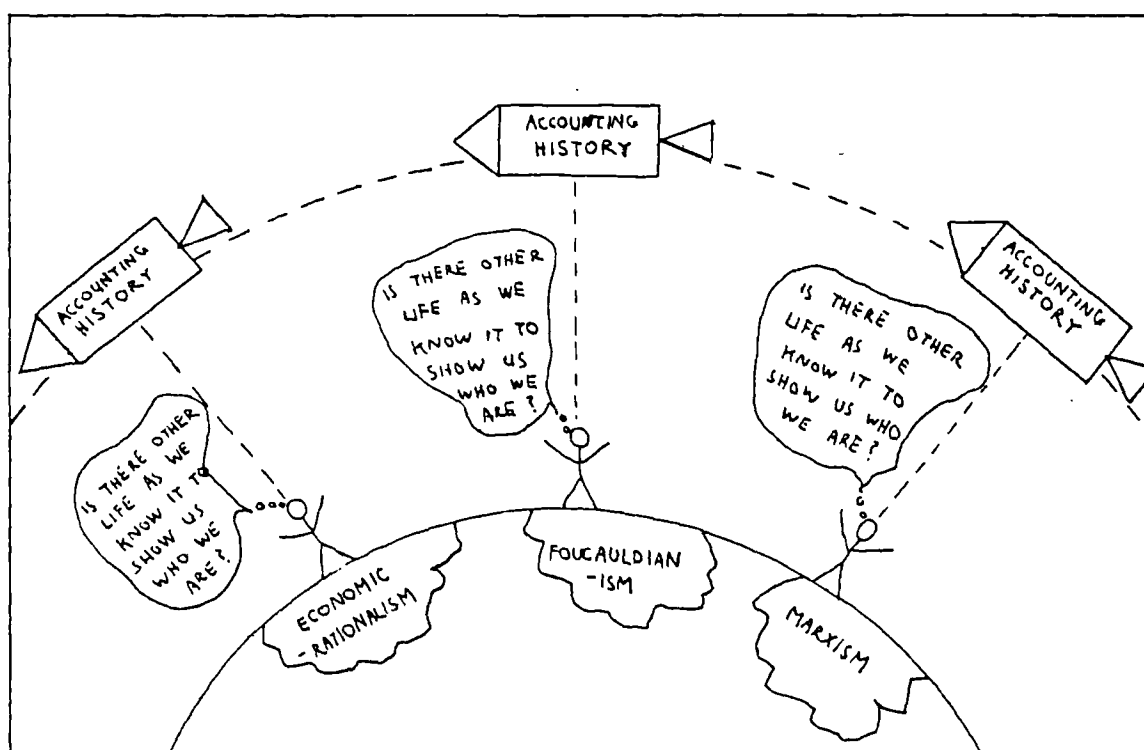 ACCOUNTING
HISTORY
ACCOUNTING
HISTORY
ACCOUNTING
HISTORY
IS THERE OTHER
LIFE AS WE
KNOW IT TO
SHOW US
WHO WE
ARE?
IS THERE OTHER
LIFE AS WE
KNOW IT TO
SHOW US
WHO WE
ARE?
IS THERE OTHER
LIFE AS WE
KNOW IT TO
SHOW US WHO
WE ARE?
ECONOMIC
-RATIONALISM
FOUCAULDIAN
-ISM
MARXISM